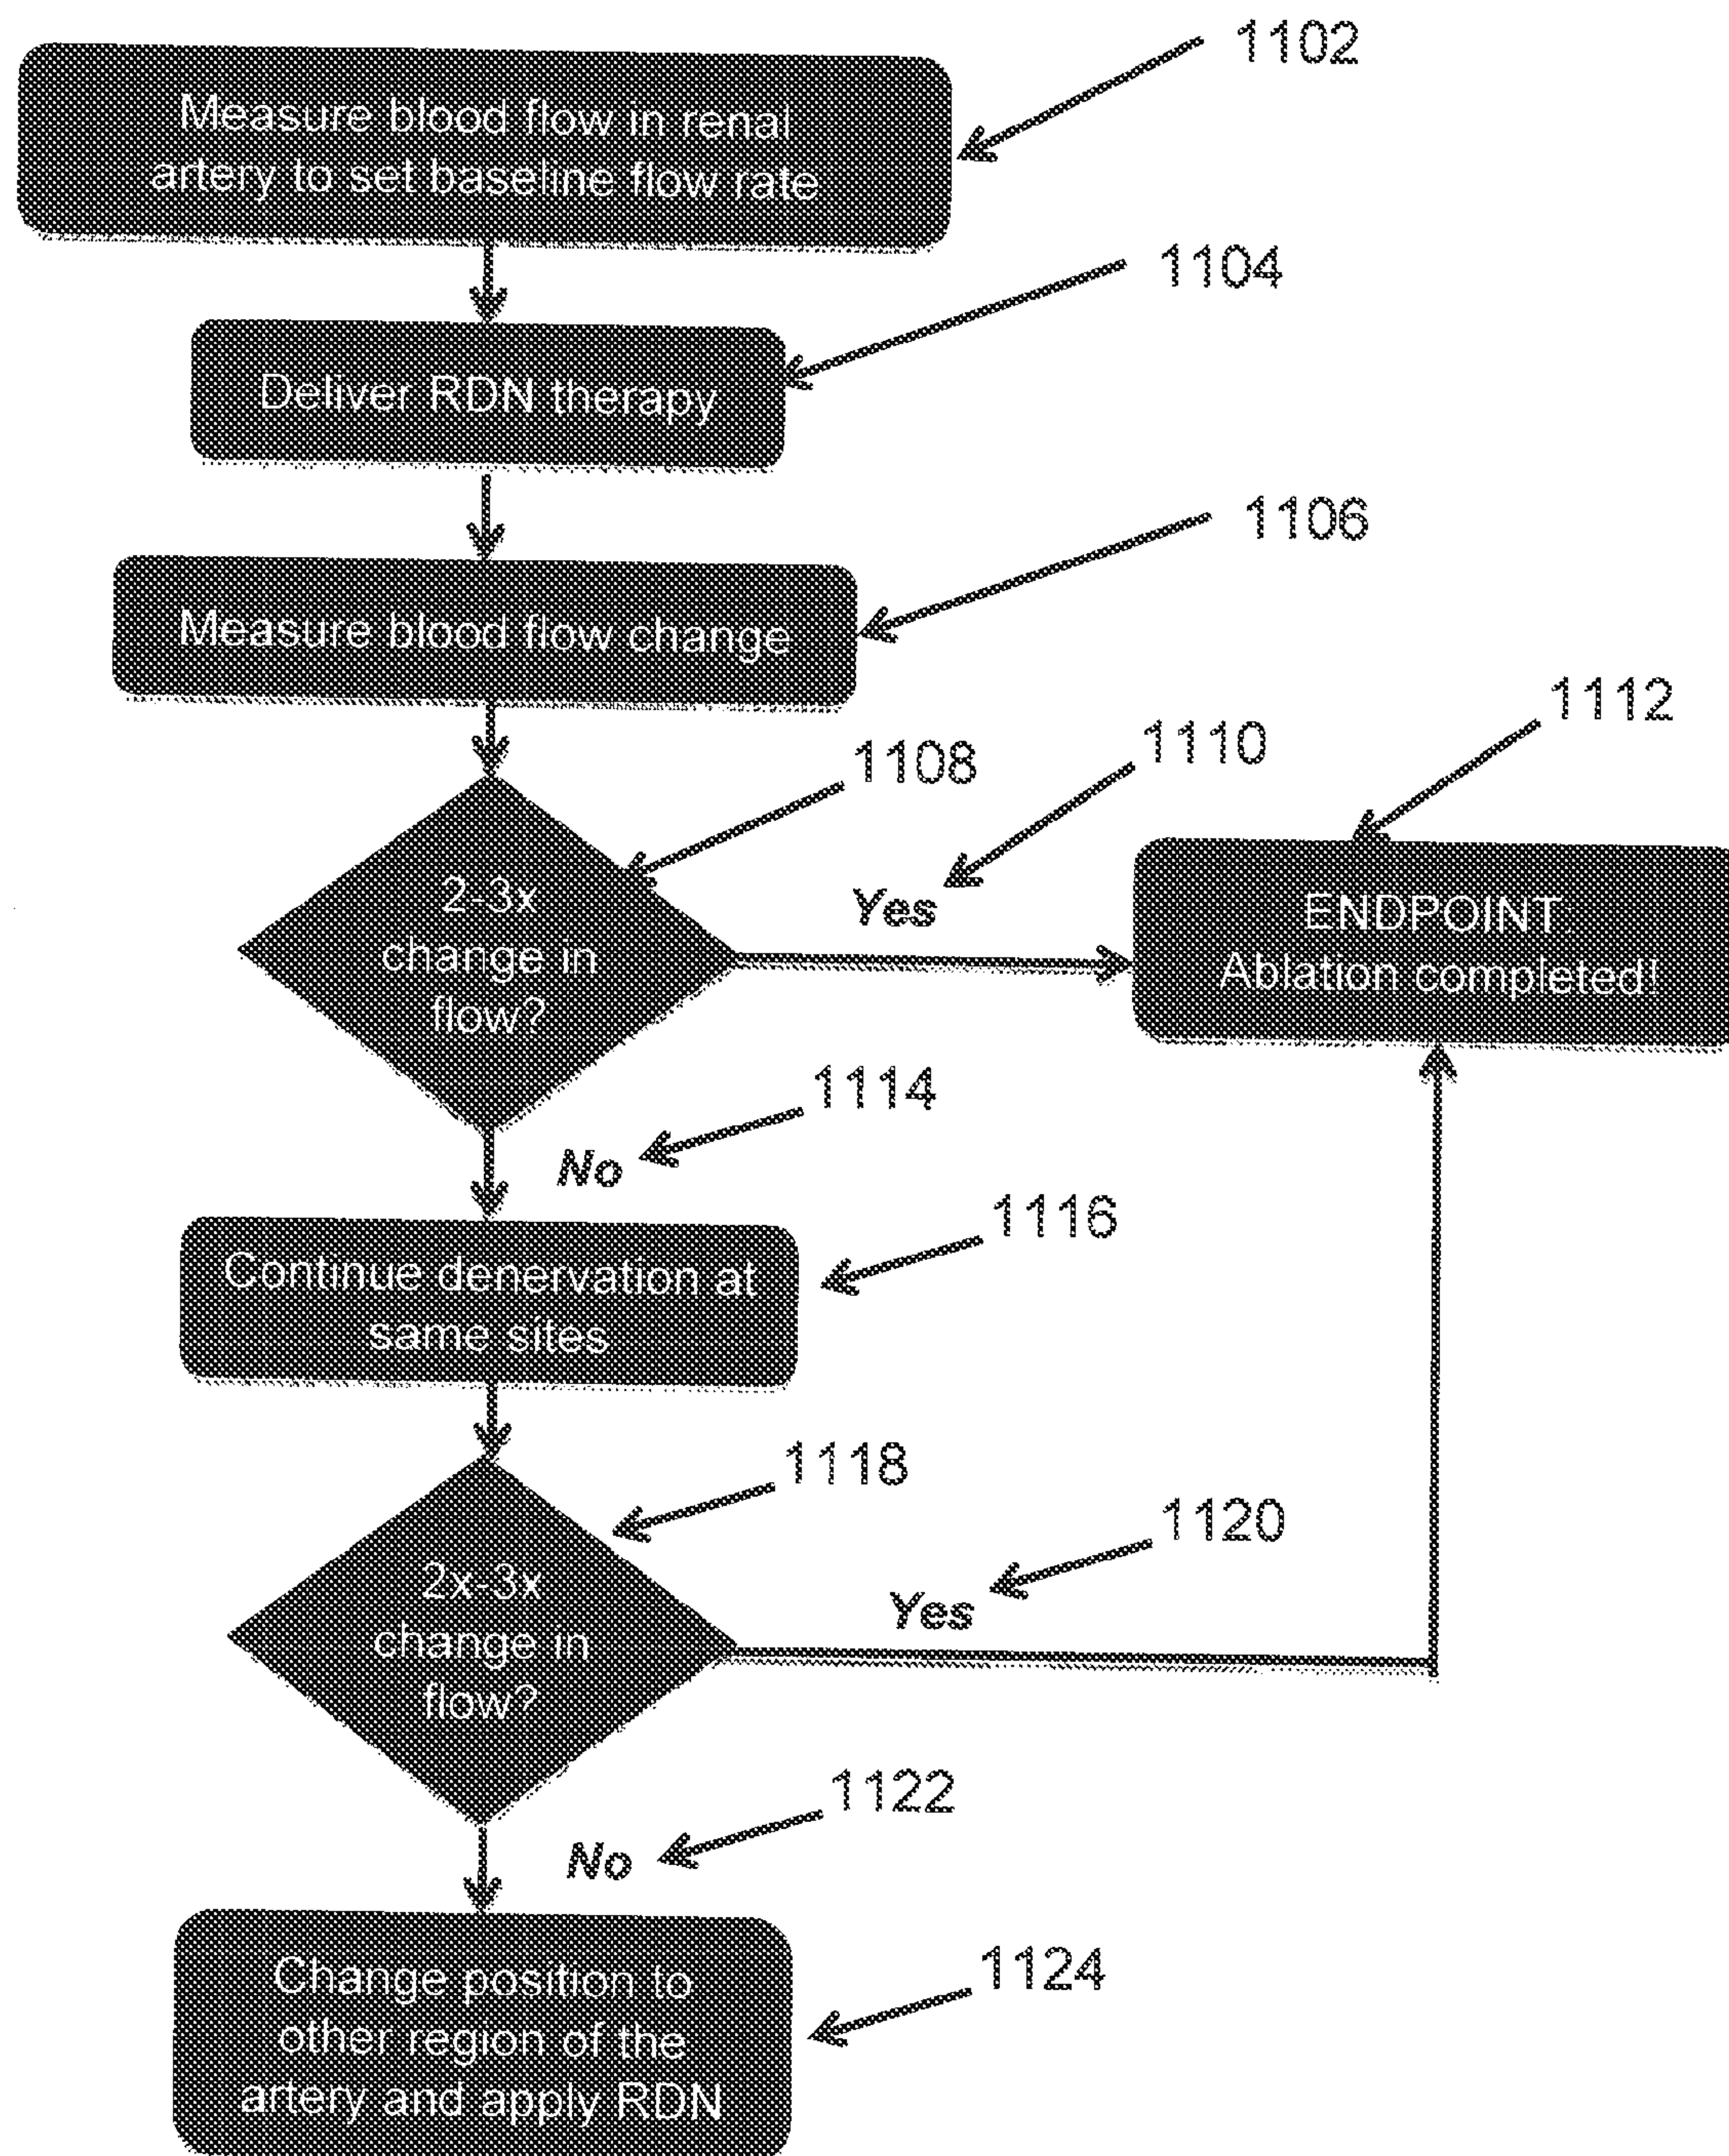 1102
Measure blood flow in renal
artery to set baseline flow rate
1104
Deliver RDN therapy
1106
Measure blood flow change
1112
1108
1110
2-3x
change in
flow?
Yes
ENDPOINT:
Ablation completed!
1114
No
1116
Continue denervation at
same sites
1118
1120
2x-3x
change in
flow?
Yes
1122
No
1124
Change position to
other region of the
artery and apply RDN